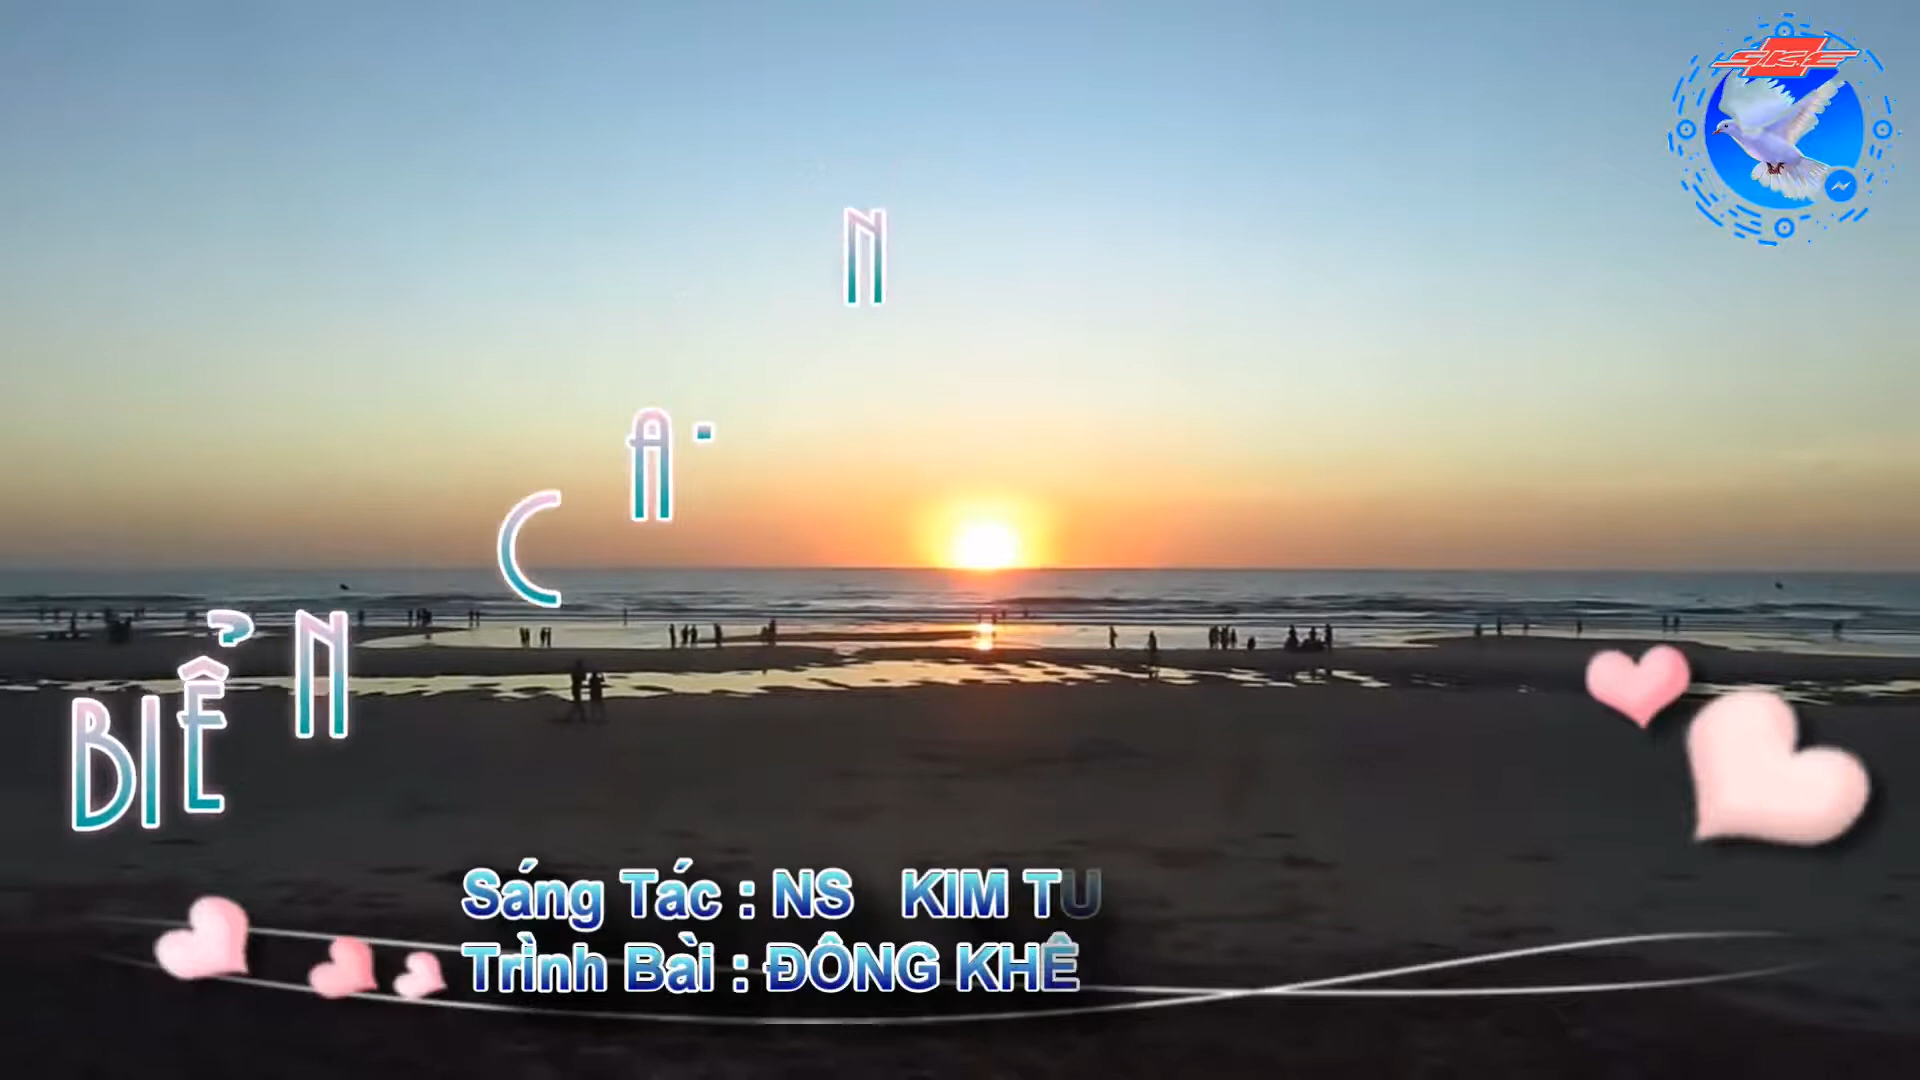 S.K.E
BIỂN CẠN
Sáng Tác : NS KIM TU
Trình Bài : ĐÔNG KHÊ